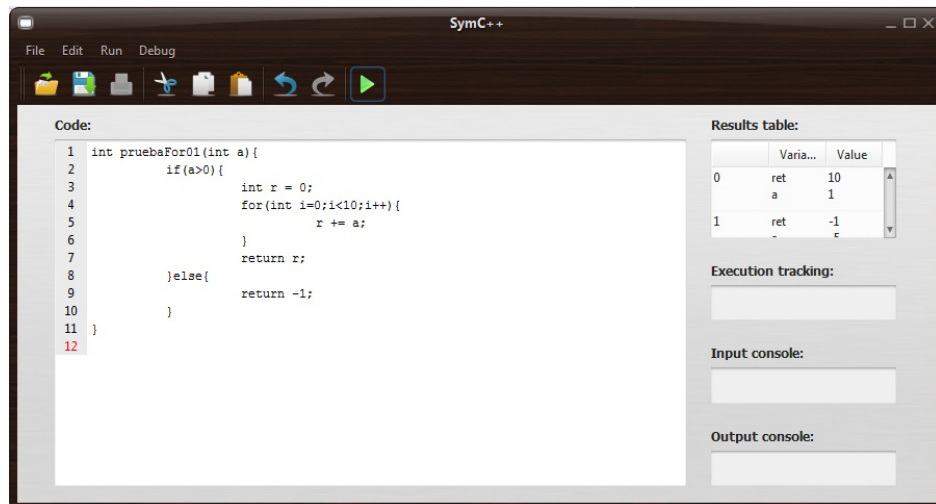 SymC++
File Edit Run Debug
Code:
1 int pruebaFor01(int a){
2 if(a>0){
3 int r = 0;
4 for(int i=0;i<10;i++){
5 r += a;
6 }
7 return r;
8 }else{
9 return -1;
10 }
11 }
12
Results table:
Varia... Value
0 ret 10
a 1
1 ret -1
Execution tracking:
Input console:
Output console: